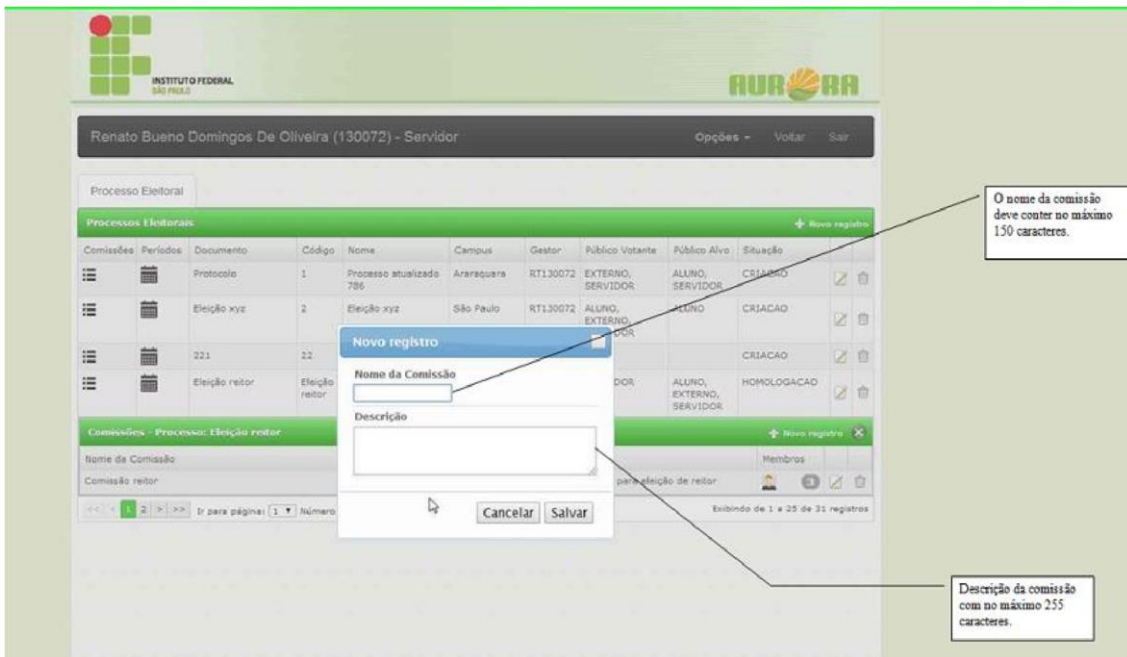 INSTITUTO FEDERAL
SÃO PAULO
AURORA
Renato Bueno Domingos De Oliveira (130072) - Servidor
Opções Voltar Sair
Processo Eleitoral
Processos Eleitorais
Novo registro
Comissões Períodos Documento Código Nome Campus Gestor Público Votante Público Alvo Situação
Protocolo 1 Processo atualizado Araraquara RT130072 EXTERNO, ALUNO, CRIACAO
786 SERVIDOR SERVIDOR
Eleição xyz 2 Eleição xyz São Paulo RT130072 ALUNO, ALUNO CRIACAO
EXTERNO,
DOR
221 22 CRIACAO
Eleição reitor Eleição DOR ALUNO, HOMOLOGACAO
reitor EXTERNO,
SERVIDOR
Novo registro
Nome da Comissão
Descrição
Cancelar Salvar
Comissões - Processo: Eleição reitor
Novo registro
Nome da Comissão Membros
Comissão reitor para eleição de reitor
<< < 1 2 > >> Ir para página: 1 Número Exibindo de 1 a 25 de 31 registros
O nome da comissão
deve conter no máximo
150 caracteres.
Descrição da comissão
com no máximo 255
caracteres.